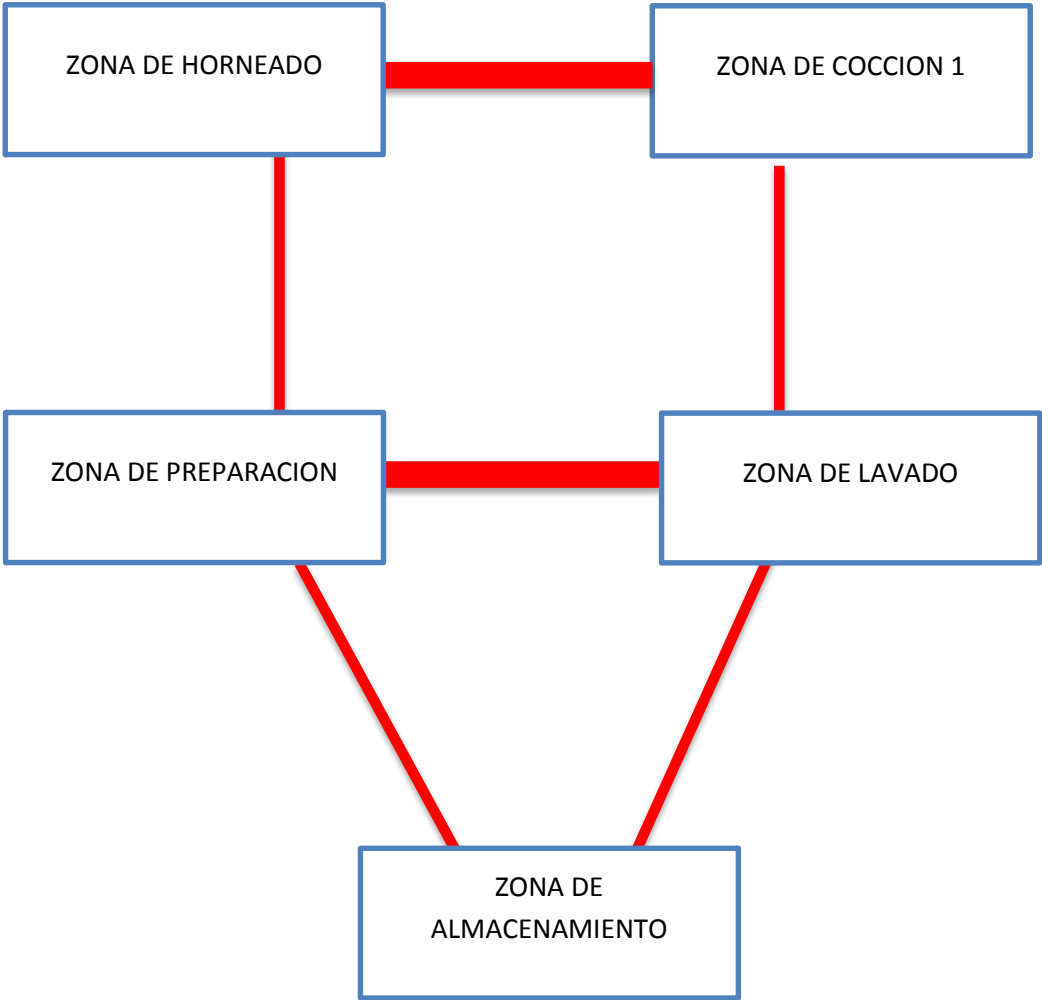 ZONA DE HORNEADO
ZONA DE COCCION 1
ZONA DE PREPARACION
ZONA DE LAVADO
ZONA DE
ALMACENAMIENTO